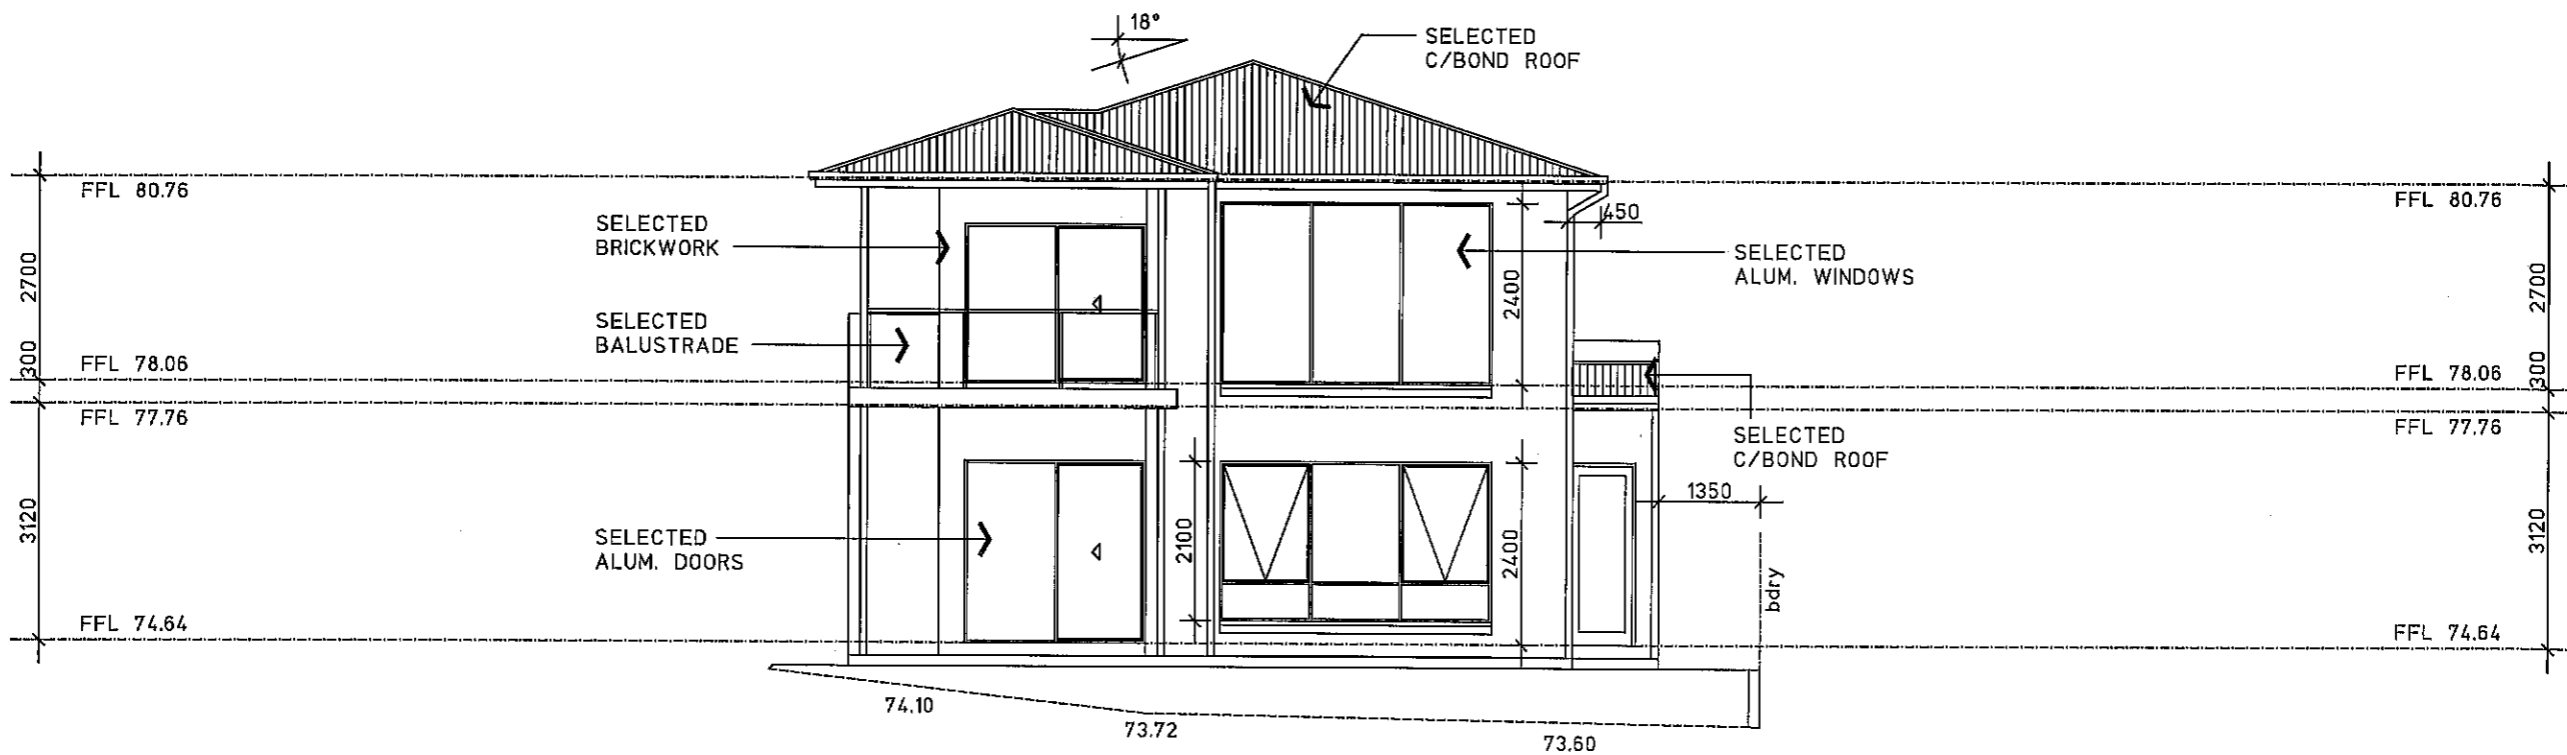 18°
SELECTED
C/BOND ROOF
FFL 80.76
FFL 80.76
SELECTED
BRICKWORK
450
SELECTED
ALUM. WINDOWS
2700
2400
2700
SELECTED
BALUSTRADE
300
FFL 78.06
FFL 78.06
300
FFL 77.76
FFL 77.76
SELECTED
C/BOND ROOF
1350
3120
SELECTED
ALUM. DOORS
2100
2400
3120
bdry
FFL 74.64
FFL 74.64
74.10
73.72
73.60